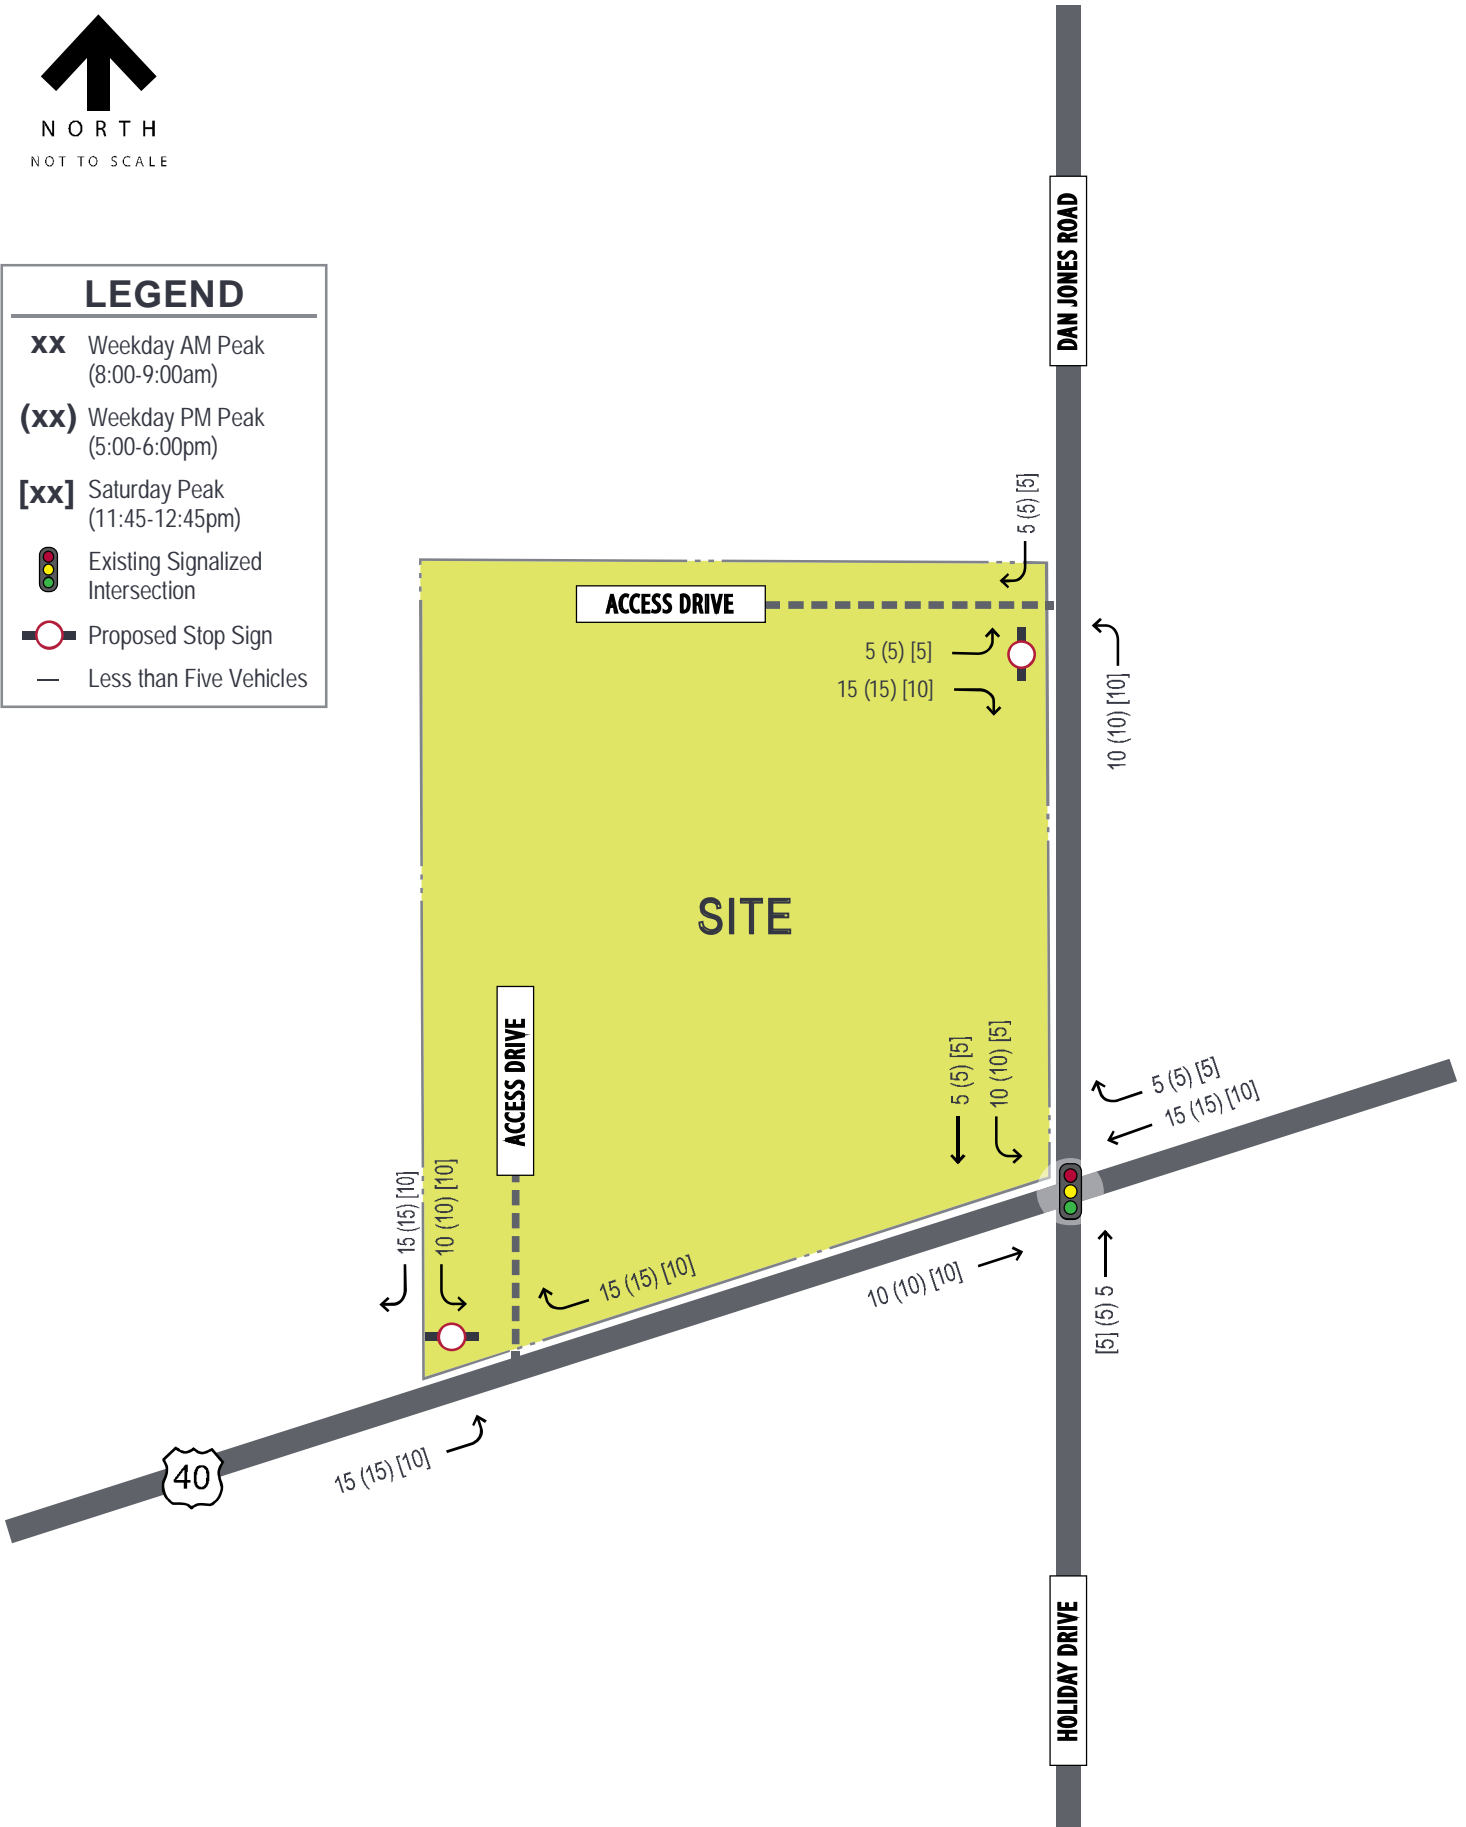 NORTH
NOT TO SCALE
LEGEND
xx Weekday AM Peak
(8:00-9:00am)
(xx) Weekday PM Peak
(5:00-6:00pm)
[xx] Saturday Peak
(11:45-12:45pm)
Existing Signalized
Intersection
Proposed Stop Sign
— Less than Five Vehicles
DAN JONES ROAD
5 (5) [5]
ACCESS DRIVE
5 (5) [5]
15 (15) [10]
10 (10) [10]
SITE
ACCESS DRIVE
5 (5) [5]
10 (10) [5]
5 (5) [5]
15 (15) [10]
15 (15) [10]
10 (10) [10]
15 (15) [10]
10 (10) [10]
[5] (5) 5
15 (15) [10]
40
HOLIDAY DRIVE